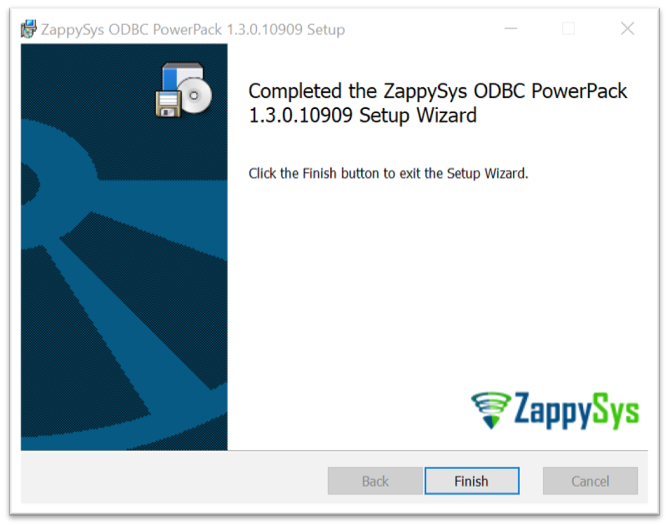 ZappySys ODBC PowerPack 1.3.0.10909 Setup
Completed the ZappySys ODBC PowerPack
1.3.0.10909 Setup Wizard
Click the Finish button to exit the Setup Wizard.
ZappySys
Back
Finish
Cancel